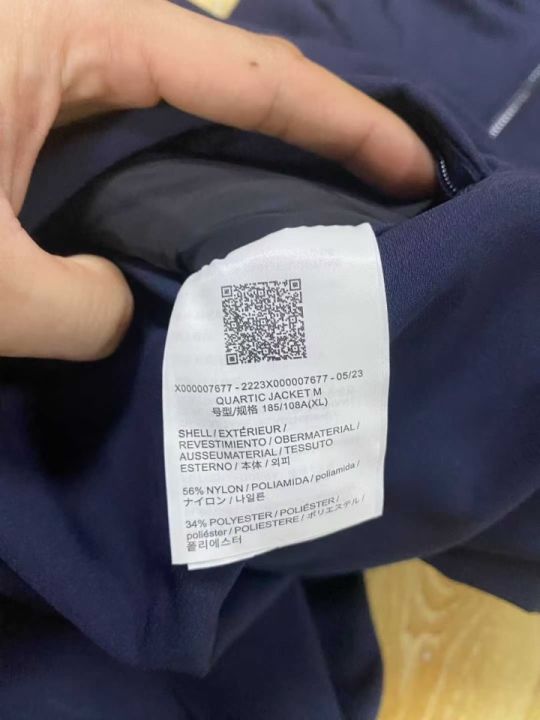 X000007677 - 2223X000007677 - 05/23
QUARTIC JACKET M
号型/规格 185/108A(XL)
SHELL / EXTÉRIEUR /
REVESTIMIENTO / OBERMATERIAL /
AUSSEUMATERIAL / TESSUTO
ESTERNO / 本体 / 외피
56% NYLON / POLIAMIDA / poliamida /
ナイロン / 나일론
34% POLYESTER / POLIÉSTER /
poliéster / POLIESTERE / ポリエステル /
폴리에스터